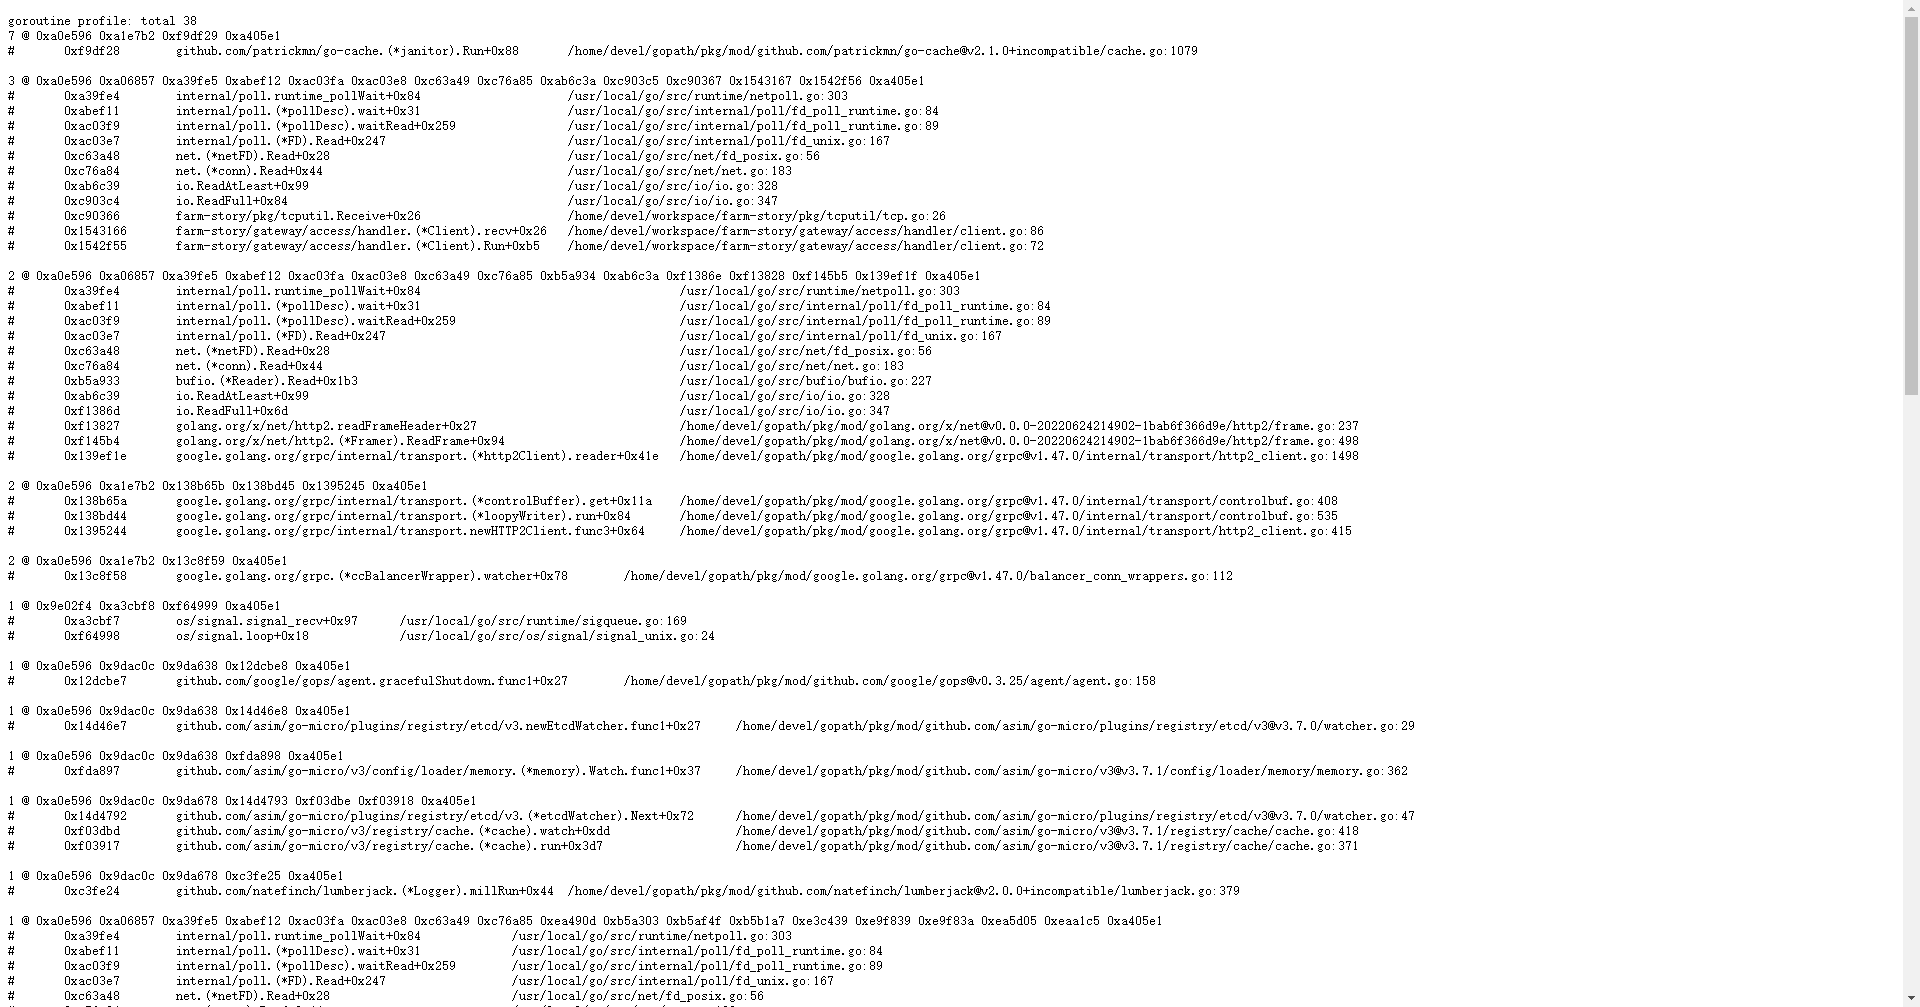 goroutine profile: total 38
7 @ 0xa0e596 0xa1e7b2 0xf9df29 0xa405e1
# 0xf9df28 github.com/patrickmn/go-cache.(*janitor).Run+0x88 /home/devel/gopath/pkg/mod/github.com/patrickmn/go-cache@v2.1.0+incompatible/cache.go:1079
3 @ 0xa0e596 0xa06857 0xa39fe5 0xabef12 0xac03fa 0xac03e8 0xc63a49 0xc76a85 0xab6c3a 0xc903c5 0xc90367 0x1543167 0x1542f56 0xa405e1
# 0xa39fe4 internal/poll.runtime_pollWait+0x84 /usr/local/go/src/runtime/netpoll.go:303
# 0xabef11 internal/poll.(*pollDesc).wait+0x31 /usr/local/go/src/internal/poll/fd_poll_runtime.go:84
# 0xac03f9 internal/poll.(*pollDesc).waitRead+0x259 /usr/local/go/src/internal/poll/fd_poll_runtime.go:89
# 0xac03e7 internal/poll.(*FD).Read+0x247 /usr/local/go/src/internal/poll/fd_unix.go:167
# 0xc63a48 net.(*netFD).Read+0x28 /usr/local/go/src/net/fd_posix.go:56
# 0xc76a84 net.(*conn).Read+0x44 /usr/local/go/src/net/net.go:183
# 0xab6c39 io.ReadAtLeast+0x99 /usr/local/go/src/io/io.go:328
# 0xc903c4 io.ReadFull+0x84 /usr/local/go/src/io/io.go:347
# 0xc90366 farm-story/pkg/tcputil.Receive+0x26 /home/devel/workspace/farm-story/pkg/tcputil/tcp.go:26
# 0x1543166 farm-story/gateway/access/handler.(*Client).recv+0x26 /home/devel/workspace/farm-story/gateway/access/handler/client.go:86
# 0x1542f55 farm-story/gateway/access/handler.(*Client).Run+0xb5 /home/devel/workspace/farm-story/gateway/access/handler/client.go:72
2 @ 0xa0e596 0xa06857 0xa39fe5 0xabef12 0xac03fa 0xac03e8 0xc63a49 0xc76a85 0xb5a934 0xab6c3a 0xf1386e 0xf13828 0xf145b5 0x139ef1f 0xa405e1
# 0xa39fe4 internal/poll.runtime_pollWait+0x84 /usr/local/go/src/runtime/netpoll.go:303
# 0xabef11 internal/poll.(*pollDesc).wait+0x31 /usr/local/go/src/internal/poll/fd_poll_runtime.go:84
# 0xac03f9 internal/poll.(*pollDesc).waitRead+0x259 /usr/local/go/src/internal/poll/fd_poll_runtime.go:89
# 0xac03e7 internal/poll.(*FD).Read+0x247 /usr/local/go/src/internal/poll/fd_unix.go:167
# 0xc63a48 net.(*netFD).Read+0x28 /usr/local/go/src/net/fd_posix.go:56
# 0xc76a84 net.(*conn).Read+0x44 /usr/local/go/src/net/net.go:183
# 0xb5a933 bufio.(*Reader).Read+0x1b3 /usr/local/go/src/bufio/bufio.go:227
# 0xab6c39 io.ReadAtLeast+0x99 /usr/local/go/src/io/io.go:328
# 0xf1386d io.ReadFull+0x6d /usr/local/go/src/io/io.go:347
# 0xf13827 golang.org/x/net/http2.readFrameHeader+0x27 /home/devel/gopath/pkg/mod/golang.org/x/net@v0.0.0-20220624214902-1bab6f366d9e/http2/frame.go:237
# 0xf145b4 golang.org/x/net/http2.(*Framer).ReadFrame+0x94 /home/devel/gopath/pkg/mod/golang.org/x/net@v0.0.0-20220624214902-1bab6f366d9e/http2/frame.go:498
# 0x139ef1e google.golang.org/grpc/internal/transport.(*http2Client).reader+0x41e /home/devel/gopath/pkg/mod/google.golang.org/grpc@v1.47.0/internal/transport/http2_client.go:1498
2 @ 0xa0e596 0xa1e7b2 0x138b65b 0x138bd45 0x1395245 0xa405e1
# 0x138b65a google.golang.org/grpc/internal/transport.(*controlBuffer).get+0x11a /home/devel/gopath/pkg/mod/google.golang.org/grpc@v1.47.0/internal/transport/controlbuf.go:408
# 0x138bd44 google.golang.org/grpc/internal/transport.(*loopyWriter).run+0x84 /home/devel/gopath/pkg/mod/google.golang.org/grpc@v1.47.0/internal/transport/controlbuf.go:535
# 0x1395244 google.golang.org/grpc/internal/transport.newHTTP2Client.func3+0x64 /home/devel/gopath/pkg/mod/google.golang.org/grpc@v1.47.0/internal/transport/http2_client.go:415
2 @ 0xa0e596 0xa1e7b2 0x13c8f59 0xa405e1
# 0x13c8f58 google.golang.org/grpc.(*ccBalancerWrapper).watcher+0x78 /home/devel/gopath/pkg/mod/google.golang.org/grpc@v1.47.0/balancer_conn_wrappers.go:112
1 @ 0x9e02f4 0xa3cbf8 0xf64999 0xa405e1
# 0xa3cbf7 os/signal.signal_recv+0x97 /usr/local/go/src/runtime/sigqueue.go:169
# 0xf64998 os/signal.loop+0x18 /usr/local/go/src/os/signal/signal_unix.go:24
1 @ 0xa0e596 0x9dac0c 0x9da638 0x12dcbe8 0xa405e1
# 0x12dcbe7 github.com/google/gops/agent.gracefulShutdown.func1+0x27 /home/devel/gopath/pkg/mod/github.com/google/gops@v0.3.25/agent/agent.go:158
1 @ 0xa0e596 0x9dac0c 0x9da638 0x14d46e8 0xa405e1
# 0x14d46e7 github.com/asim/go-micro/plugins/registry/etcd/v3.newEtcdWatcher.func1+0x27 /home/devel/gopath/pkg/mod/github.com/asim/go-micro/plugins/registry/etcd/v3@v3.7.0/watcher.go:29
1 @ 0xa0e596 0x9dac0c 0x9da638 0xfda898 0xa405e1
# 0xfda897 github.com/asim/go-micro/v3/config/loader/memory.(*memory).Watch.func1+0x37 /home/devel/gopath/pkg/mod/github.com/asim/go-micro/v3@v3.7.1/config/loader/memory/memory.go:362
1 @ 0xa0e596 0x9dac0c 0x9da678 0x14d4793 0xf03dbe 0xf03918 0xa405e1
# 0x14d4792 github.com/asim/go-micro/plugins/registry/etcd/v3.(*etcdWatcher).Next+0x72 /home/devel/gopath/pkg/mod/github.com/asim/go-micro/plugins/registry/etcd/v3@v3.7.0/watcher.go:47
# 0xf03dbd github.com/asim/go-micro/v3/registry/cache.(*cache).watch+0xdd /home/devel/gopath/pkg/mod/github.com/asim/go-micro/v3@v3.7.1/registry/cache/cache.go:418
# 0xf03917 github.com/asim/go-micro/v3/registry/cache.(*cache).run+0x3d7 /home/devel/gopath/pkg/mod/github.com/asim/go-micro/v3@v3.7.1/registry/cache/cache.go:371
1 @ 0xa0e596 0x9dac0c 0x9da678 0xc3fe25 0xa405e1
# 0xc3fe24 github.com/natefinch/lumberjack.(*Logger).millRun+0x44 /home/devel/gopath/pkg/mod/github.com/natefinch/lumberjack@v2.0.0+incompatible/lumberjack.go:379
1 @ 0xa0e596 0xa06857 0xa39fe5 0xabef12 0xac03fa 0xac03e8 0xc63a49 0xc76a85 0xea490d 0xb5a303 0xb5af4f 0xb5b1a7 0xe3c439 0xe9f839 0xe9f83a 0xea5d05 0xeaa1c5 0xa405e1
# 0xa39fe4 internal/poll.runtime_pollWait+0x84 /usr/local/go/src/runtime/netpoll.go:303
# 0xabef11 internal/poll.(*pollDesc).wait+0x31 /usr/local/go/src/internal/poll/fd_poll_runtime.go:84
# 0xac03f9 internal/poll.(*pollDesc).waitRead+0x259 /usr/local/go/src/internal/poll/fd_poll_runtime.go:89
# 0xac03e7 internal/poll.(*FD).Read+0x247 /usr/local/go/src/internal/poll/fd_unix.go:167
# 0xc63a48 net.(*netFD).Read+0x28 /usr/local/go/src/net/fd_posix.go:56